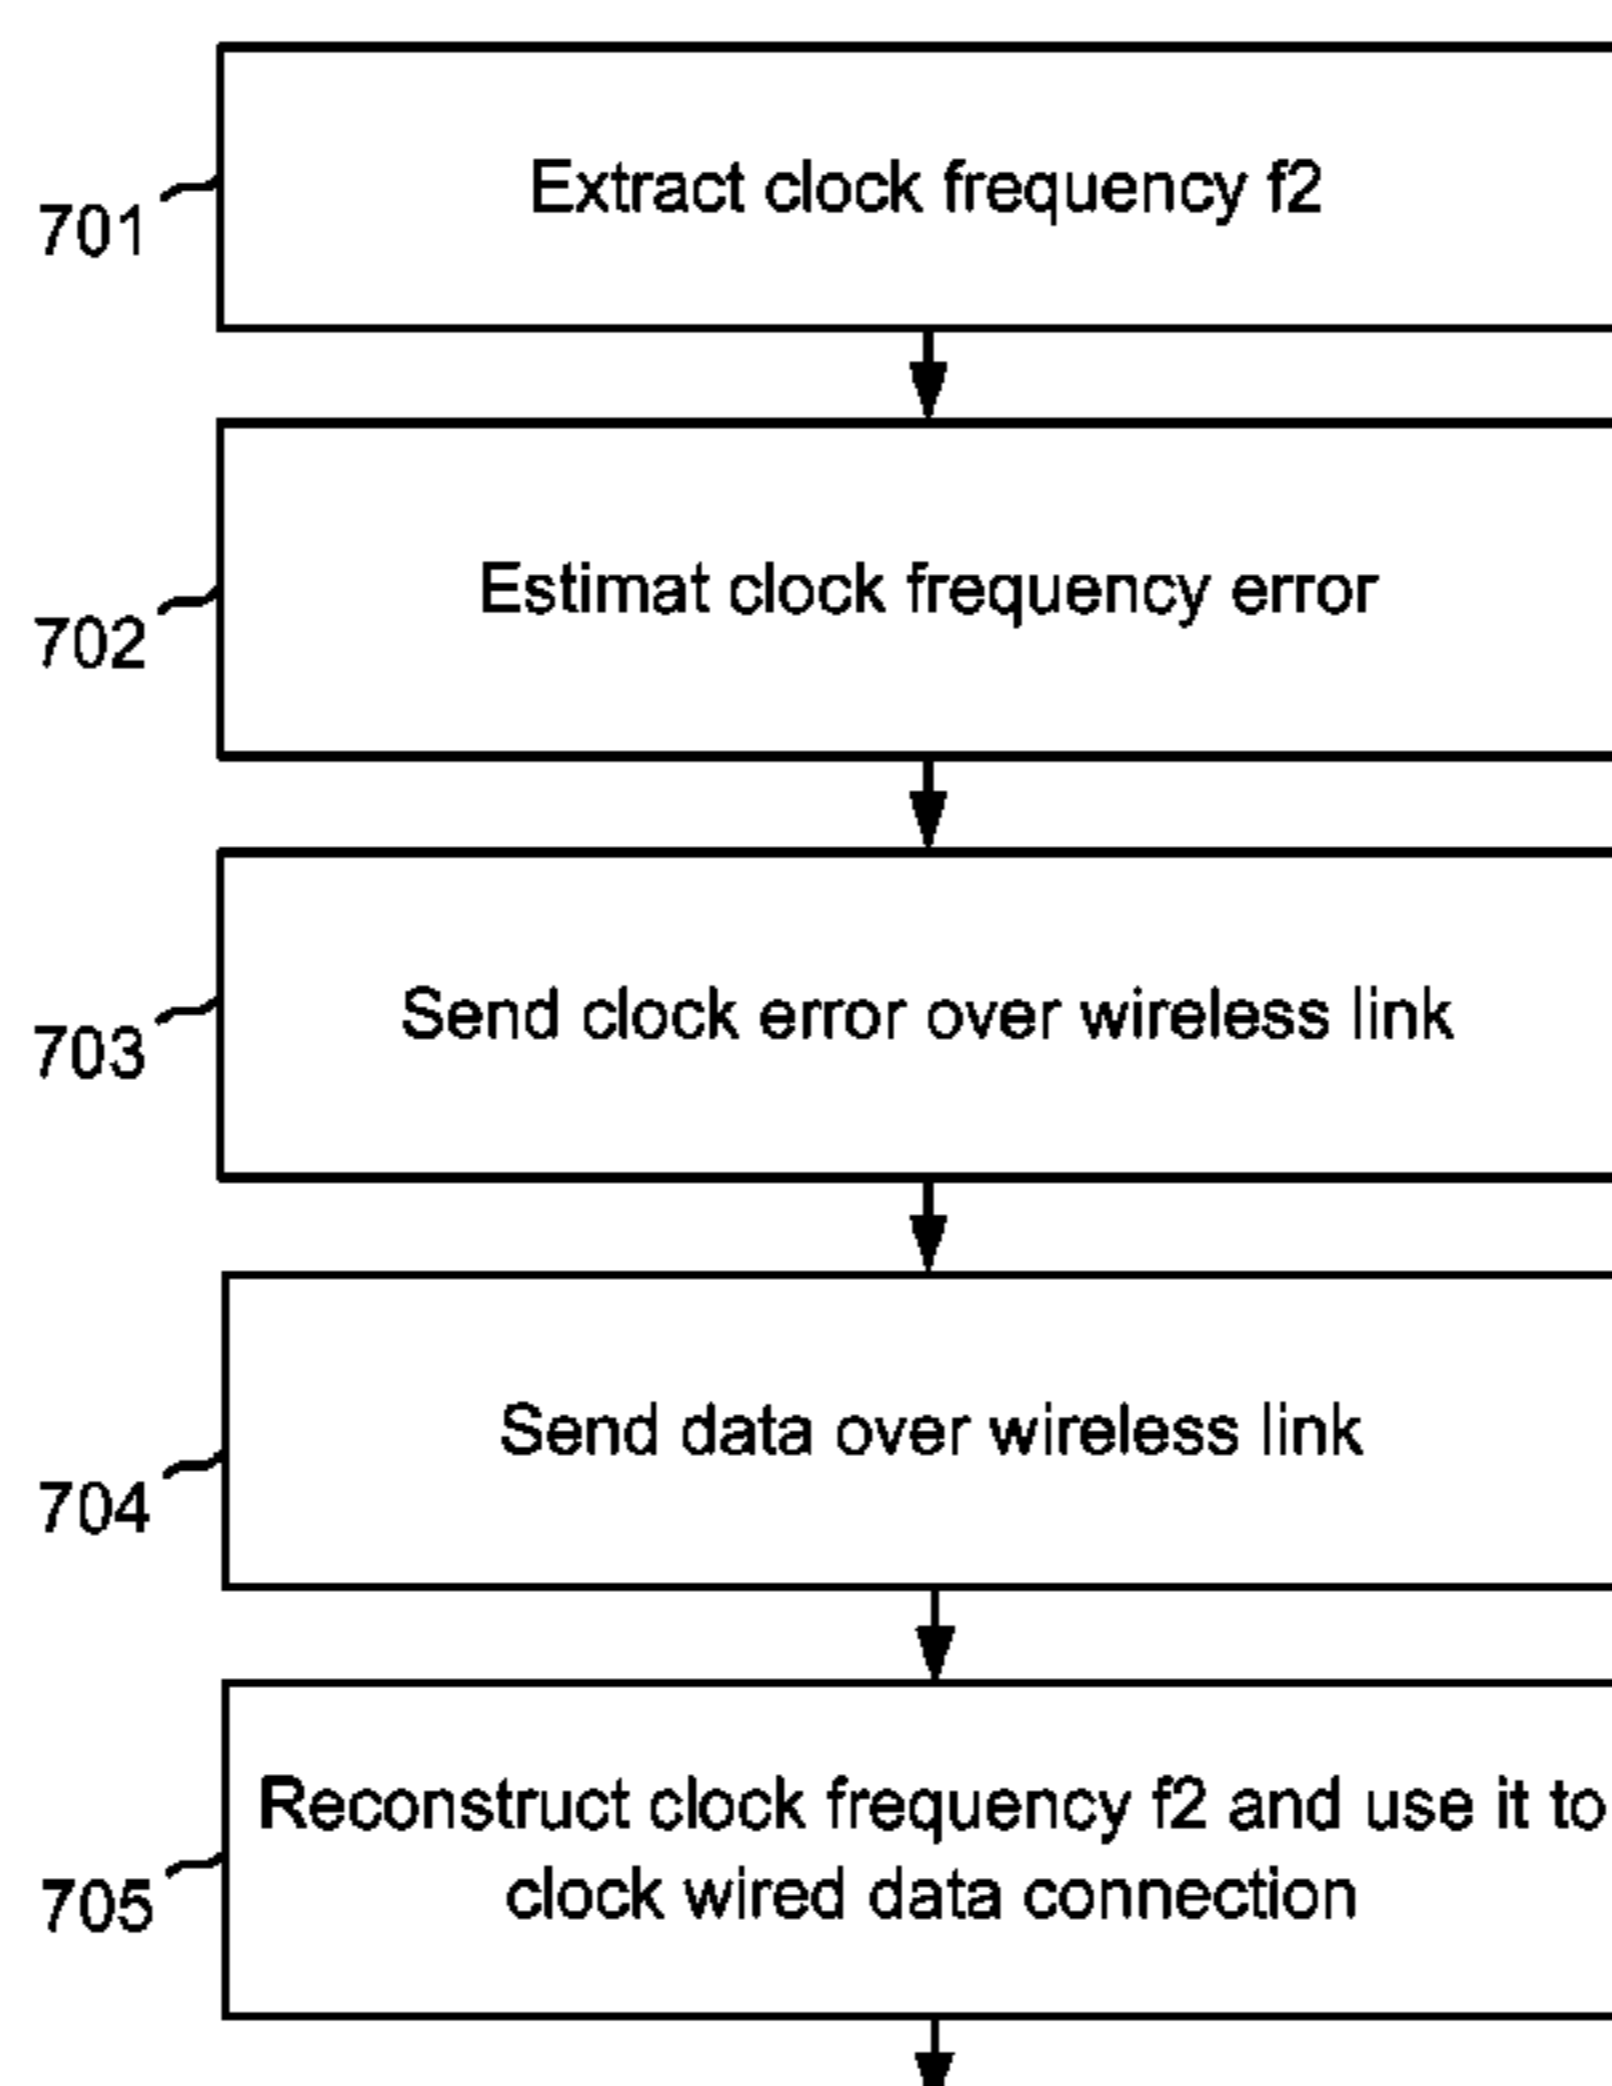 Extract clock frequency f2
701
Estimat clock frequency error
702
Send clock error over wireless link
703
Send data over wireless link
704
Reconstruct clock frequency f2 and use it to
clock wired data connection
705